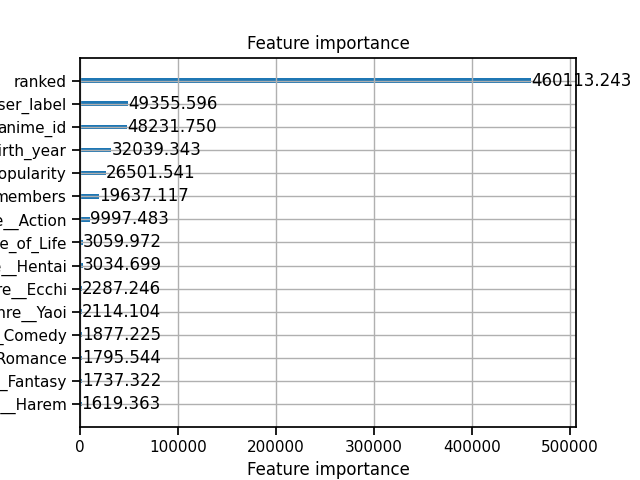 Feature importance
ranked 460113.243
ser_label 49355.596
anime_id 48231.750
irth_year 32039.343
opularity 26501.541
members 19637.117
e__Action 9997.483
e_of_Life 3059.972
e__Hentai 3034.699
re__Ecchi 2287.246
nre__Yaoi 2114.104
_Comedy 1877.225
Romance 1795.544
_Fantasy 1737.322
__Harem 1619.363
0 100000 200000 300000 400000 500000
Feature importance